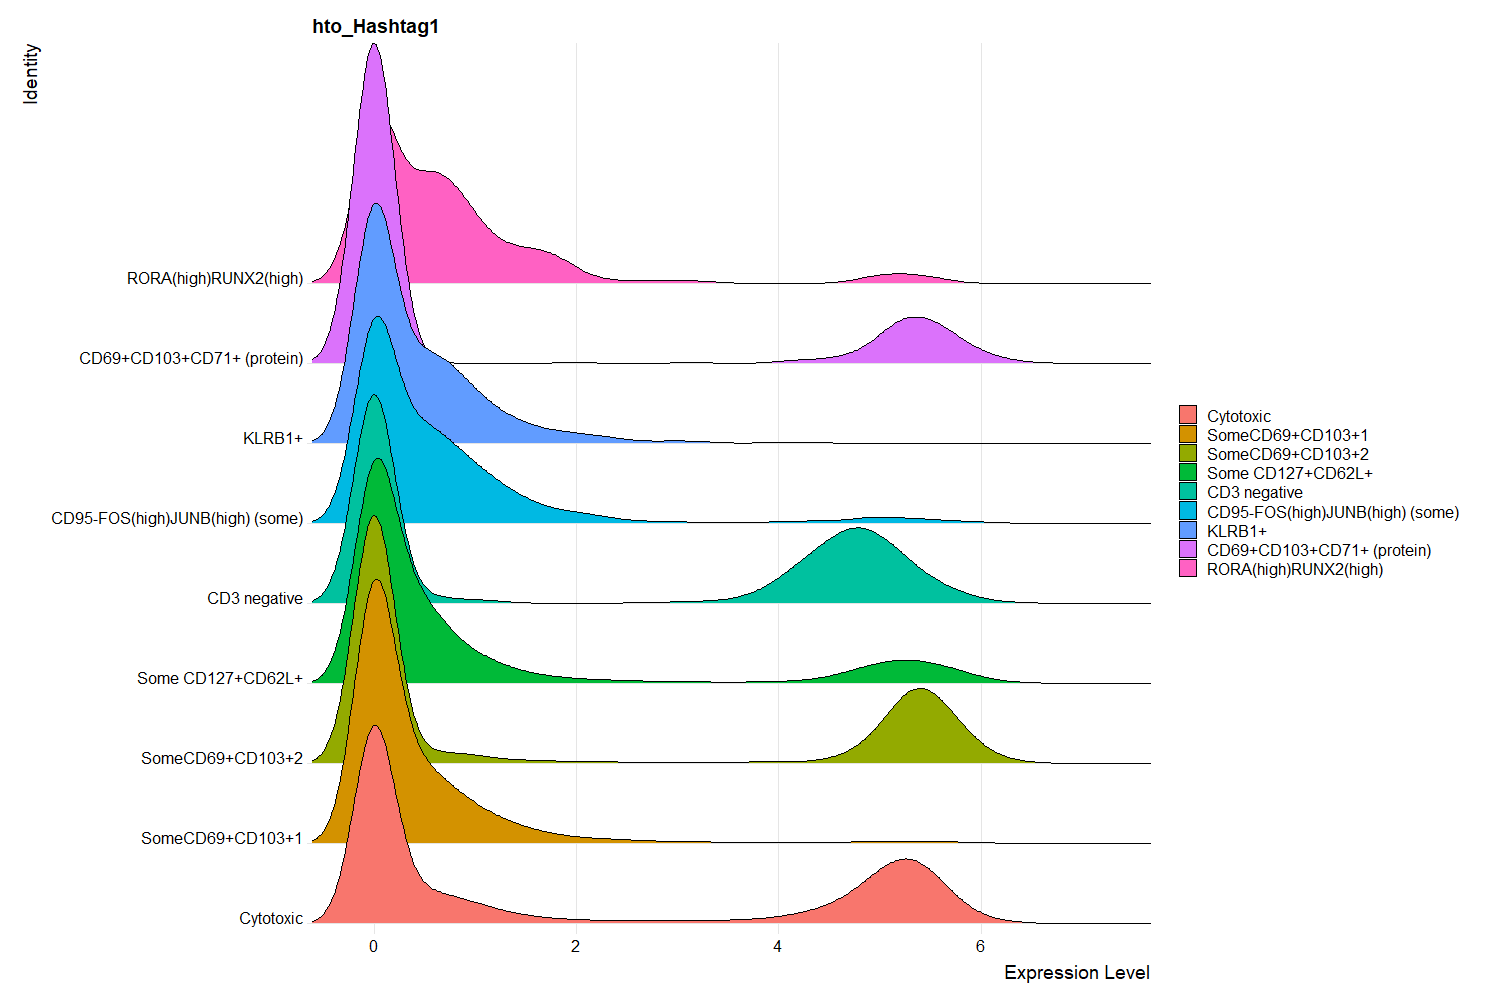 hto_Hashtag1
Identity
RORA(high)RUNX2(high)
CD69+CD103+CD71+ (protein)
KLRB1+
CD95-FOS(high)JUNB(high) (some)
CD3 negative
Some CD127+CD62L+
SomeCD69+CD103+2
SomeCD69+CD103+1
Cytotoxic
0 2 4 6
Expression Level
Cytotoxic
SomeCD69+CD103+1
SomeCD69+CD103+2
Some CD127+CD62L+
CD3 negative
CD95-FOS(high)JUNB(high) (some)
KLRB1+
CD69+CD103+CD71+ (protein)
RORA(high)RUNX2(high)